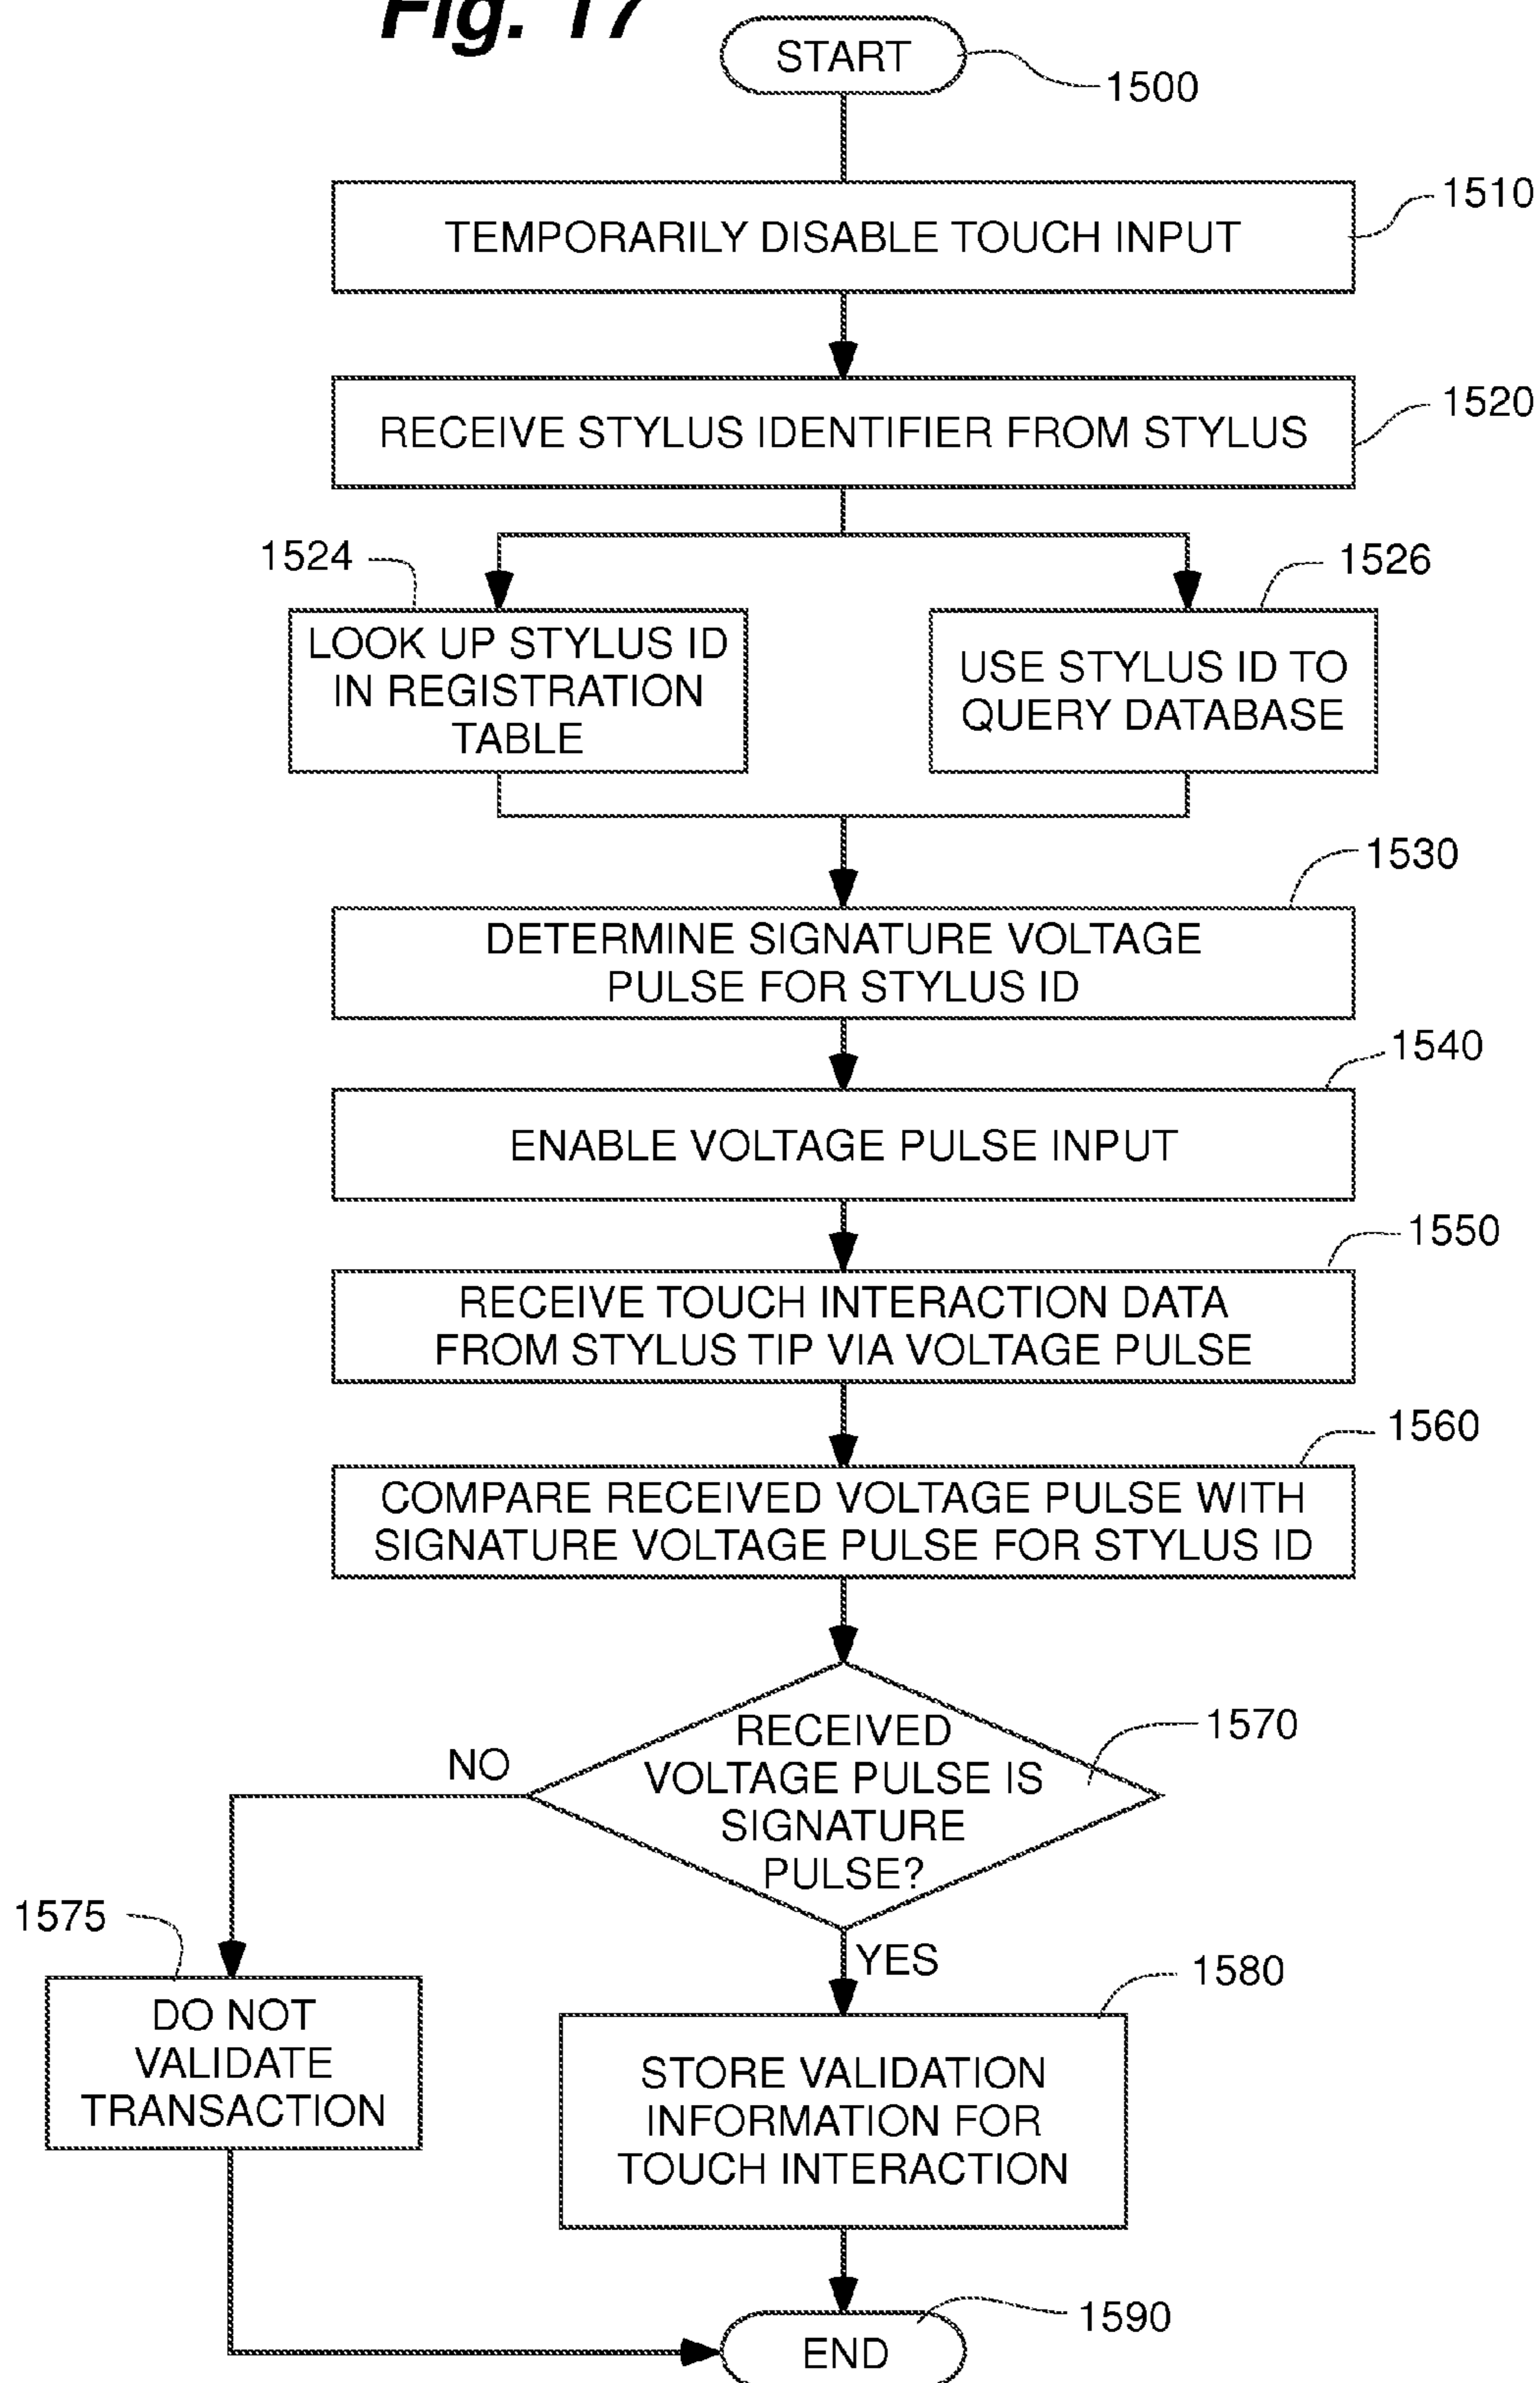 Fig. 17
START
1500
1510
TEMPORARILY DISABLE TOUCH INPUT
1520
RECEIVE STYLUS IDENTIFIER FROM STYLUS
1524
1526
LOOK UP STYLUS ID
IN REGISTRATION
TABLE
USE STYLUS ID TO
QUERY DATABASE
1530
DETERMINE SIGNATURE VOLTAGE
PULSE FOR STYLUS ID
1540
ENABLE VOLTAGE PULSE INPUT
1550
RECEIVE TOUCH INTERACTION DATA
FROM STYLUS TIP VIA VOLTAGE PULSE
1560
COMPARE RECEIVED VOLTAGE PULSE WITH
SIGNATURE VOLTAGE PULSE FOR STYLUS ID
1570
RECEIVED
VOLTAGE PULSE IS
SIGNATURE
PULSE?
NO
YES
1575
DO NOT
VALIDATE
TRANSACTION
1580
STORE VALIDATION
INFORMATION FOR
TOUCH INTERACTION
1590
END